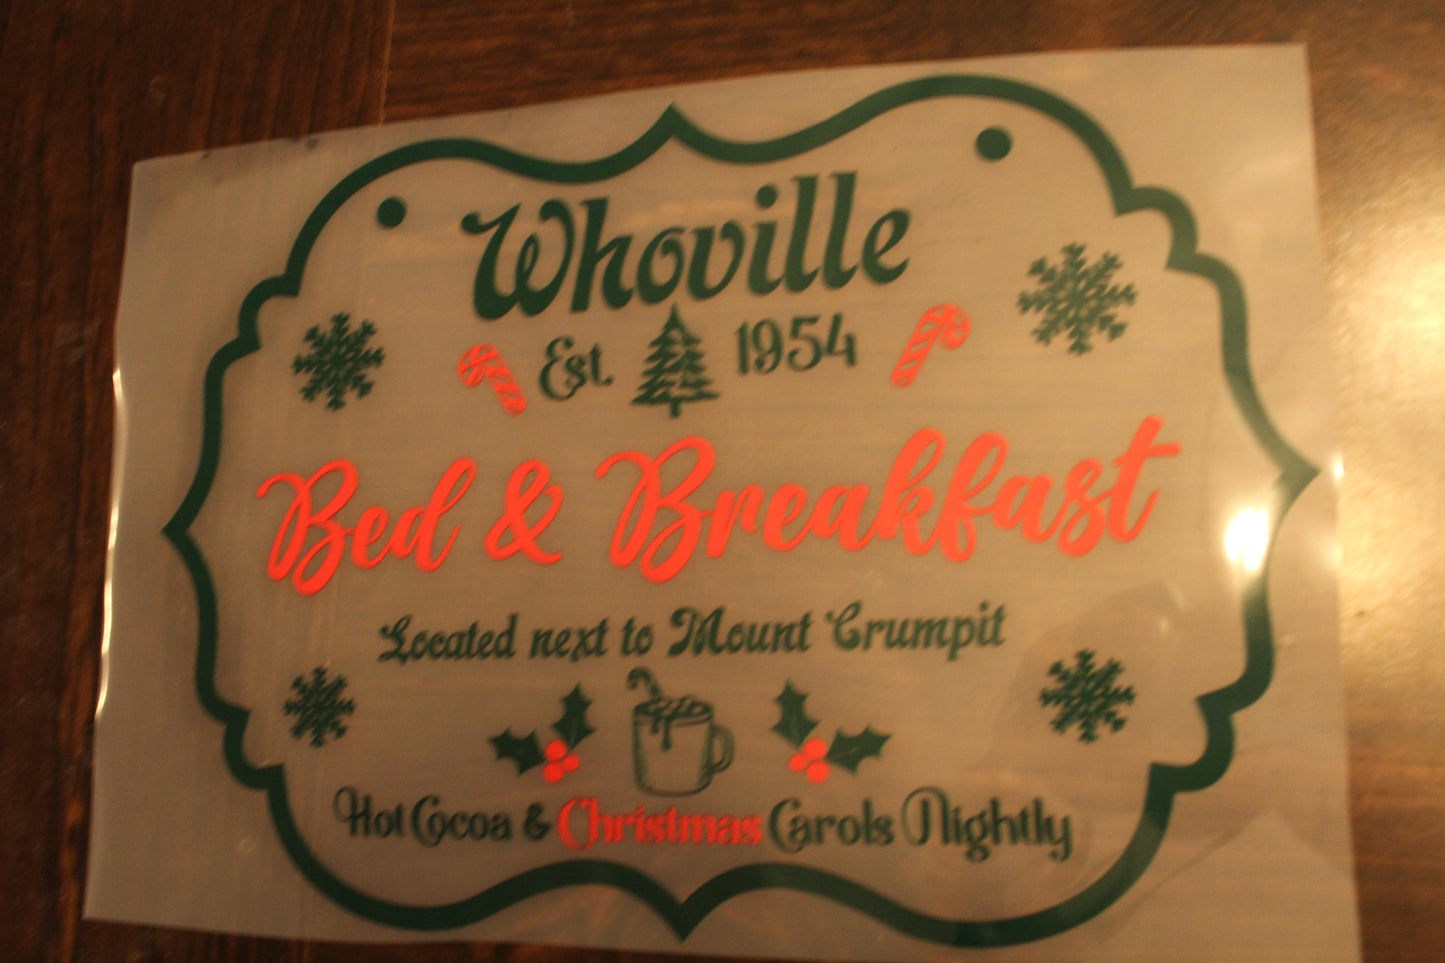 Whoville
Est. 1954
Bed & Breakfast
Located next to Mount Crumpit
Hot Cocoa & Christmas Carols Nightly